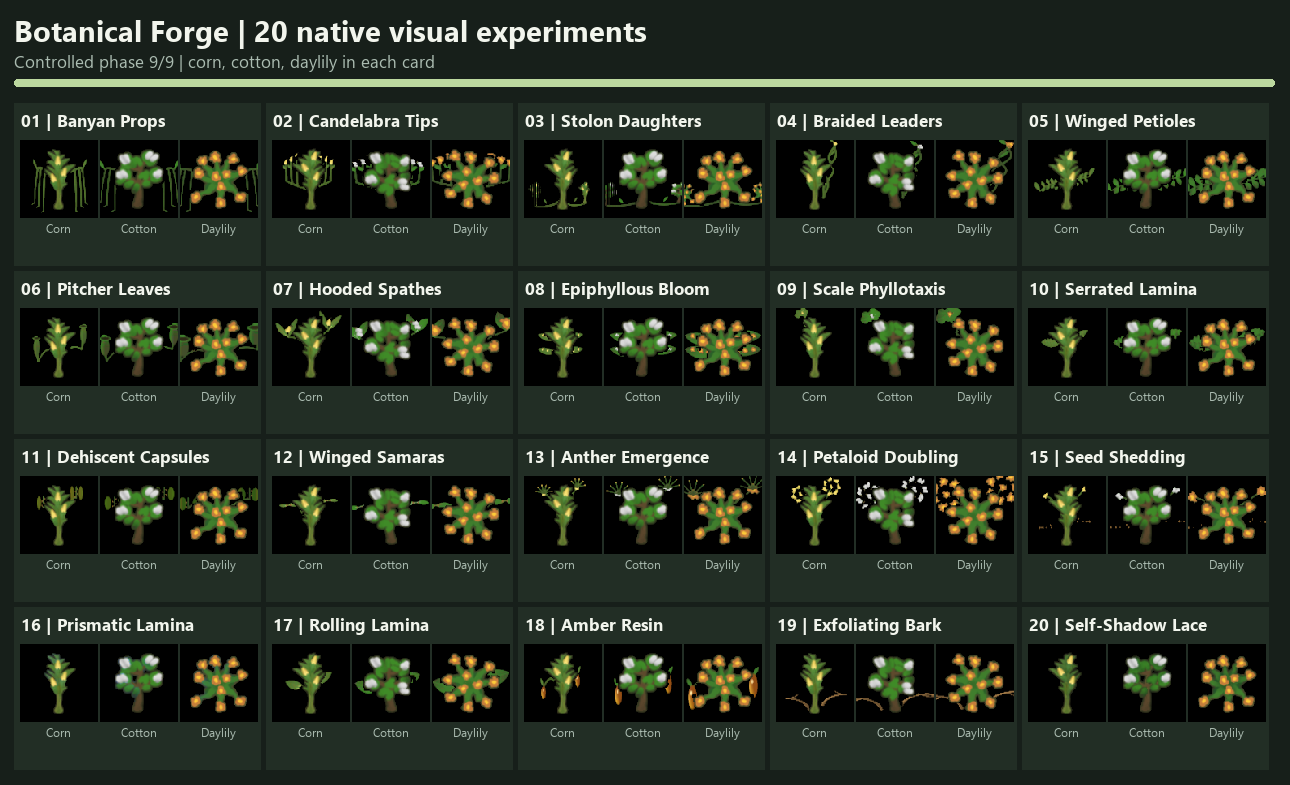 Botanical Forge | 20 native visual experiments
Controlled phase 9/9 | corn, cotton, daylily in each card
01 | Banyan Props
Corn Cotton Daylily
02 | Candelabra Tips
Corn Cotton Daylily
03 | Stolon Daughters
Corn Cotton Daylily
04 | Braided Leaders
Corn Cotton Daylily
05 | Winged Petioles
Corn Cotton Daylily
06 | Pitcher Leaves
Corn Cotton Daylily
07 | Hooded Spathes
Corn Cotton Daylily
08 | Epiphyllous Bloom
Corn Cotton Daylily
09 | Scale Phyllotaxis
Corn Cotton Daylily
10 | Serrated Lamina
Corn Cotton Daylily
11 | Dehiscent Capsules
Corn Cotton Daylily
12 | Winged Samaras
Corn Cotton Daylily
13 | Anther Emergence
Corn Cotton Daylily
14 | Petaloid Doubling
Corn Cotton Daylily
15 | Seed Shedding
Corn Cotton Daylily
16 | Prismatic Lamina
Corn Cotton Daylily
17 | Rolling Lamina
Corn Cotton Daylily
18 | Amber Resin
Corn Cotton Daylily
19 | Exfoliating Bark
Corn Cotton Daylily
20 | Self-Shadow Lace
Corn Cotton Daylily